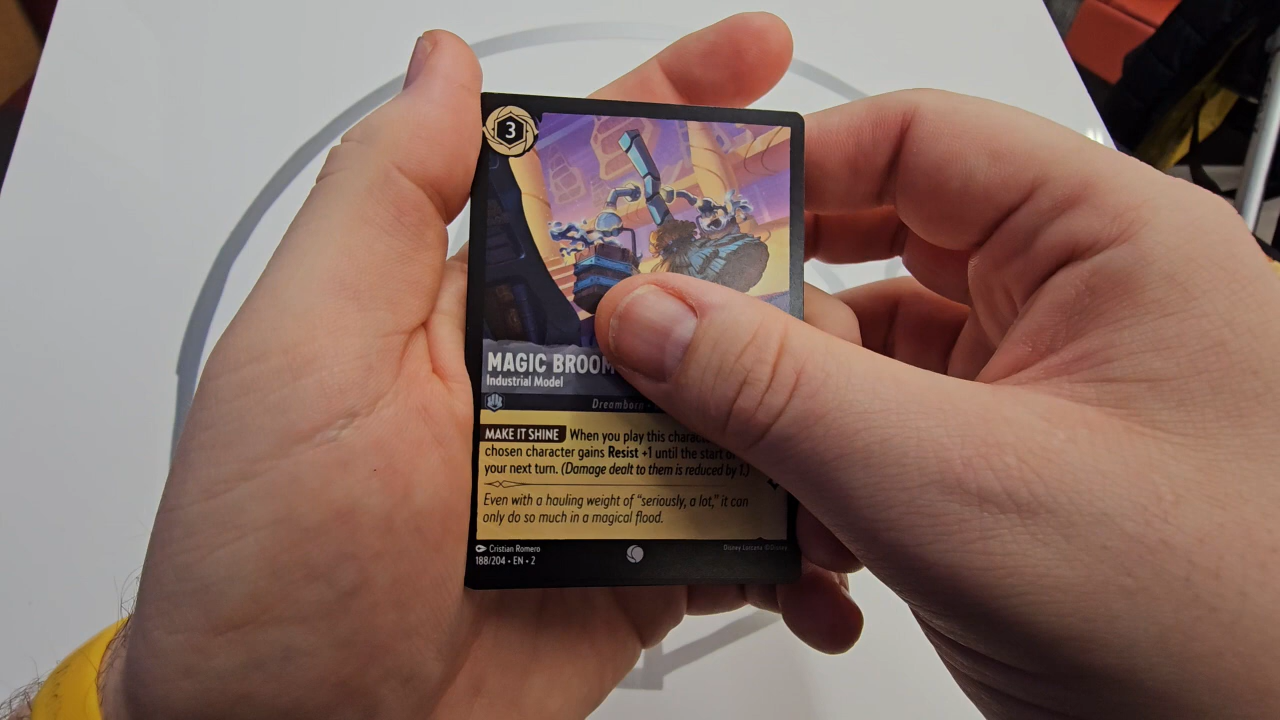 3
MAGIC BROOM
Industrial Model
Dreamborn
MAKE IT SHINE When you play this
chosen character gains Resist +1 until the start of
your next turn. (Damage dealt to them is reduced by 1.)
Even with a hauling weight of "seriously, a lot," it can
only do so much in a magical flood.
Cristian Romero
Disney Lorcana ©Disney
188/204 • EN • 2